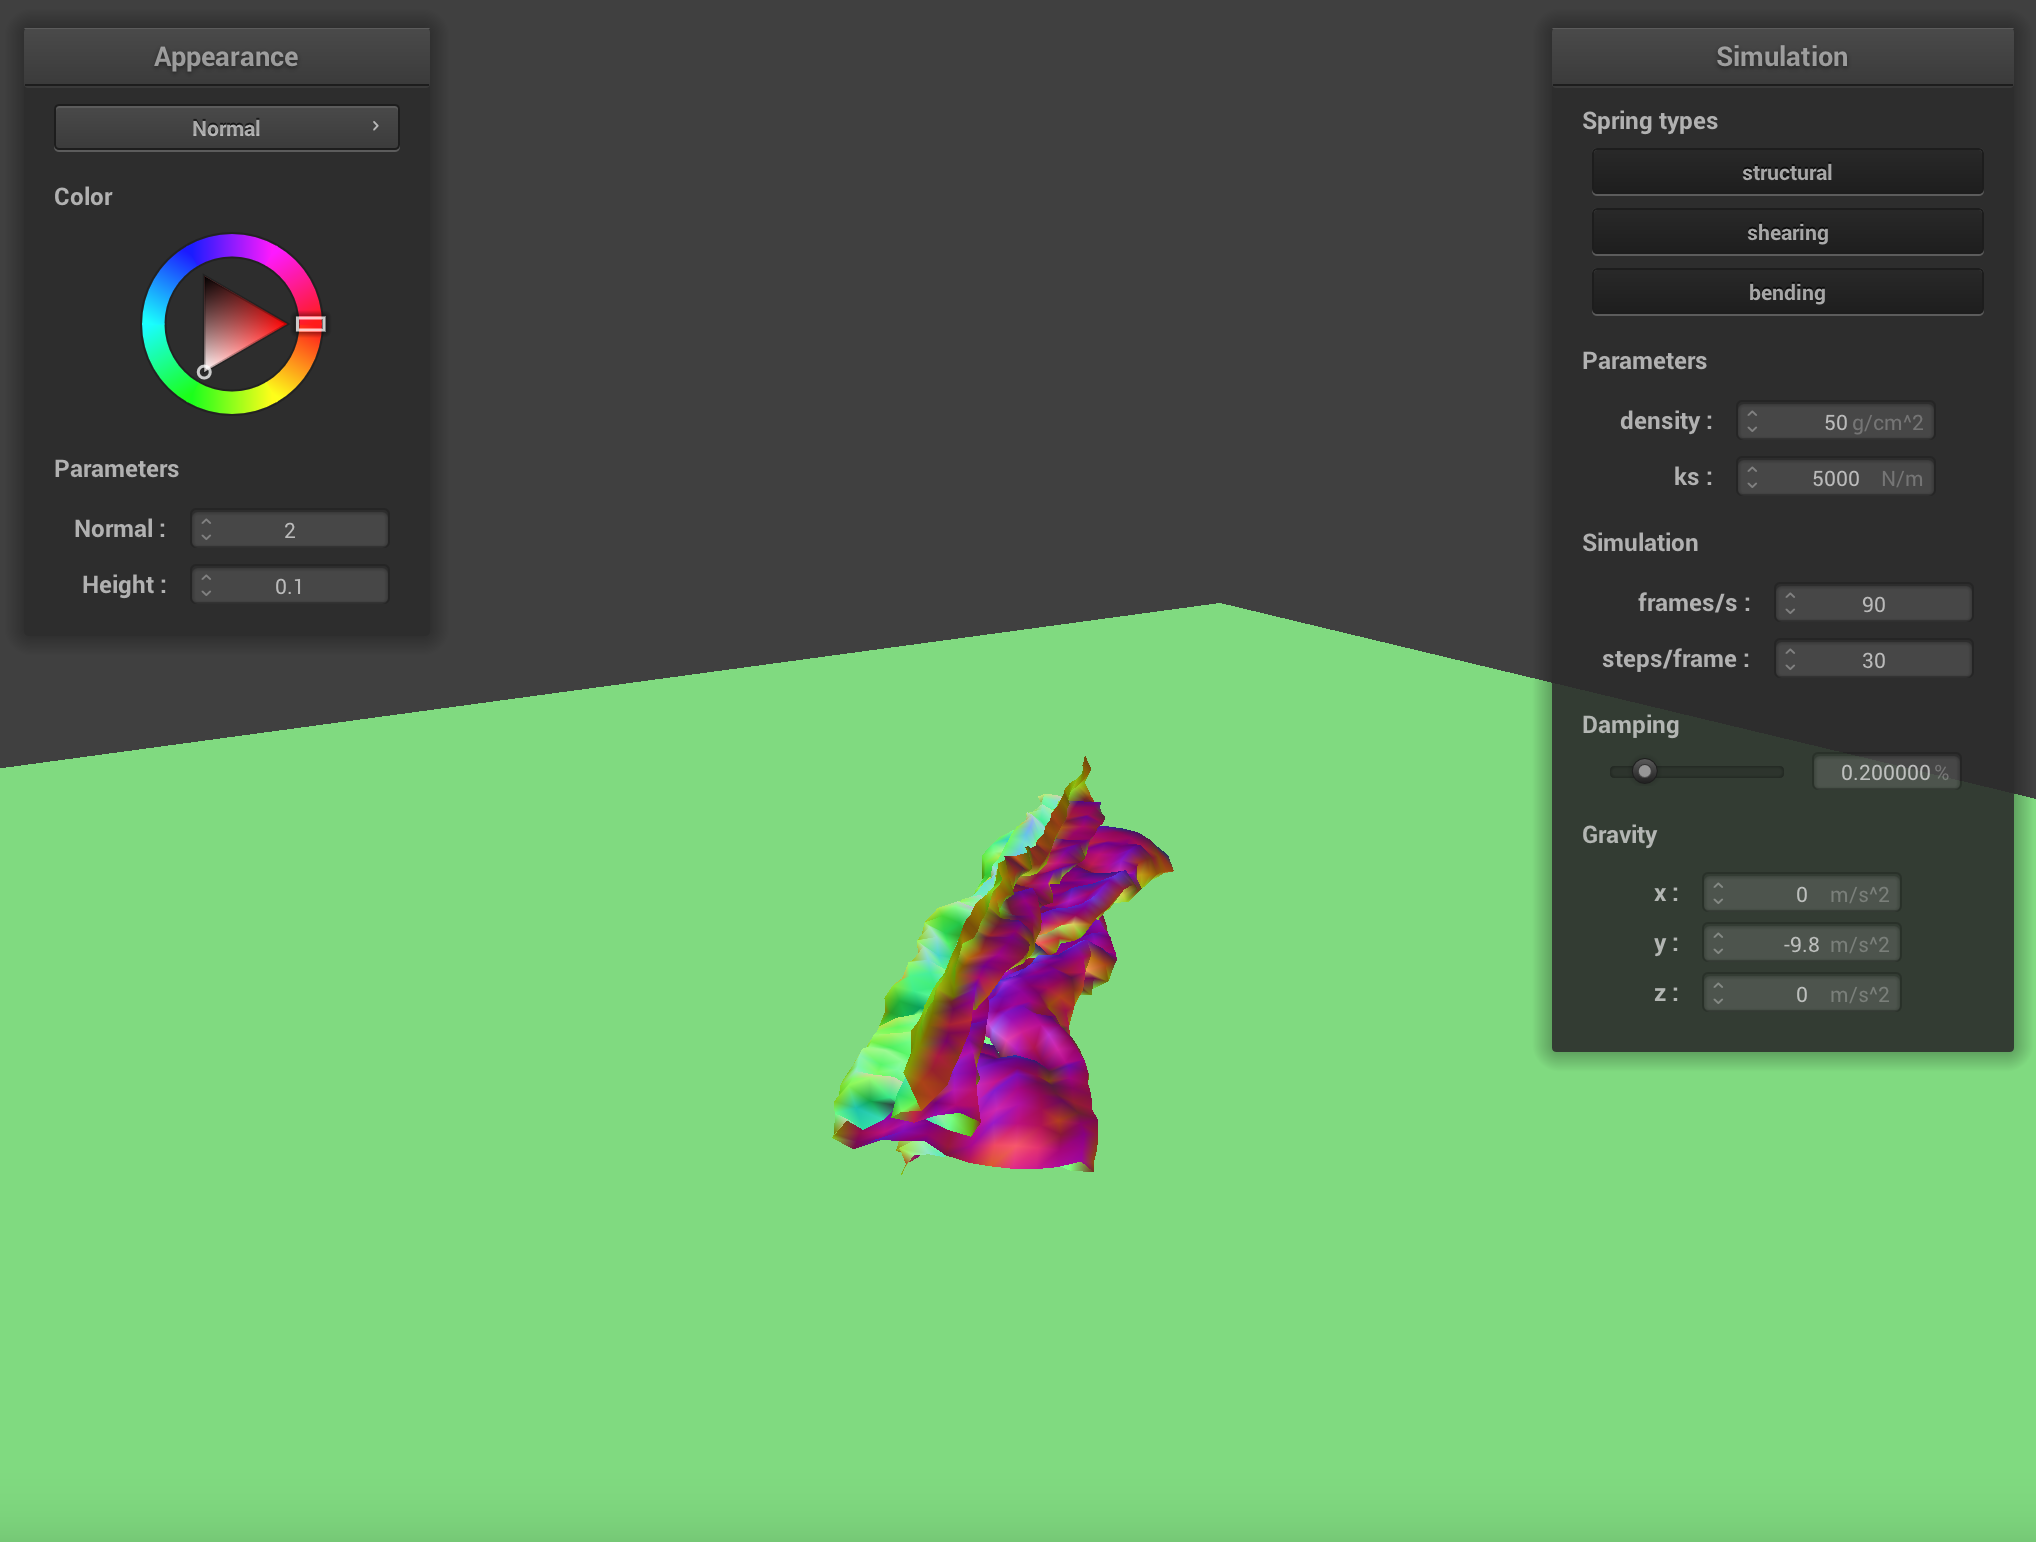 Appearance
Normal
Color
Parameters
Normal : 2
Height : 0.1
Simulation
Spring types
structural
shearing
bending
Parameters
density : 50 g/cm^2
ks : 5000 N/m
Simulation
frames/s : 90
steps/frame : 30
Damping
0.200000 %
Gravity
x : 0 m/s^2
y : -9.8 m/s^2
z : 0 m/s^2